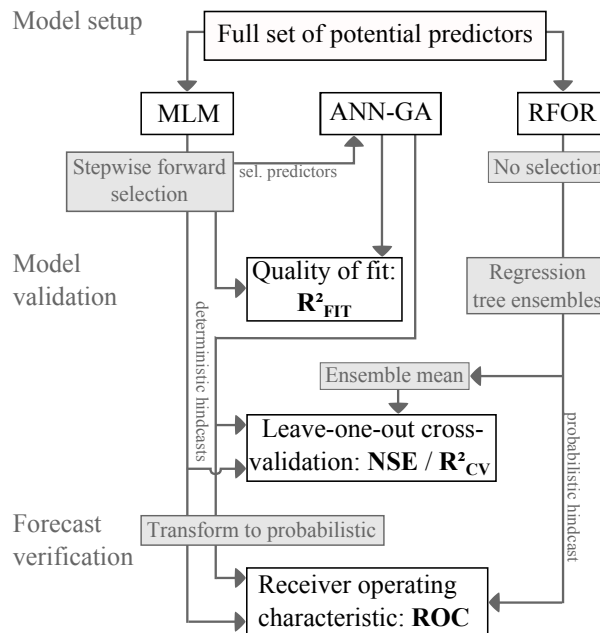 Model setup
Full set of potential predictors
MLM
ANN-GA
RFOR
Stepwise forward
selection
sel. predictors
No selection
Model
validation
Quality of fit:
R²FIT
Regression
tree ensembles
deterministic hindcasts
Ensemble mean
probabilistic hindcast
Leave-one-out cross-
validation: NSE / R²CV
Forecast
verification
Transform to probabilistic
Receiver operating
characteristic: ROC